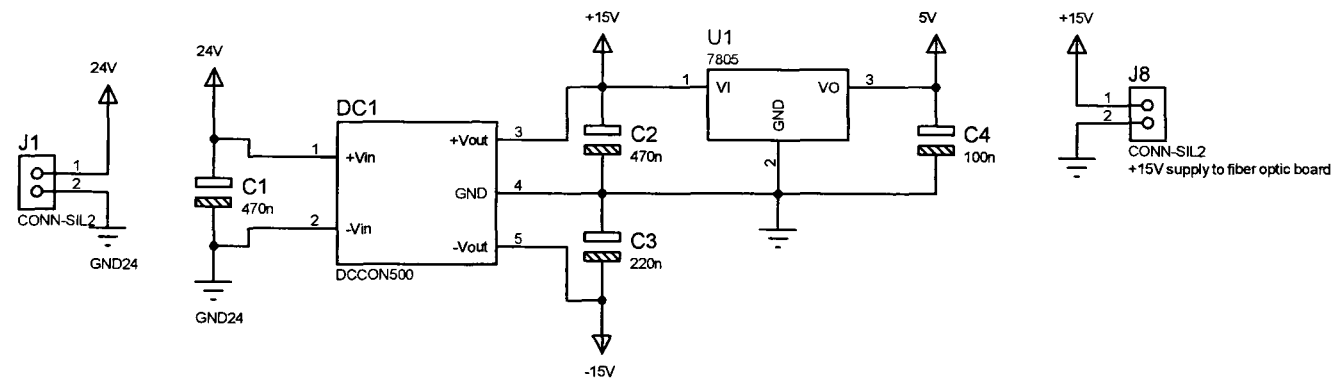 24V
J1
1
2
CONN-SIL2
GND24
24V
C1
470n
GND24
DC1
1
+Vin
2
-Vin
+Vout
3
GND
4
-Vout
5
DCCON500
+15V
C2
470n
C3
220n
-15V
U1
7805
1
VI
VO
3
GND
2
5V
C4
100n
+15V
J8
1
2
CONN-SIL2
+15V supply to fiber optic board